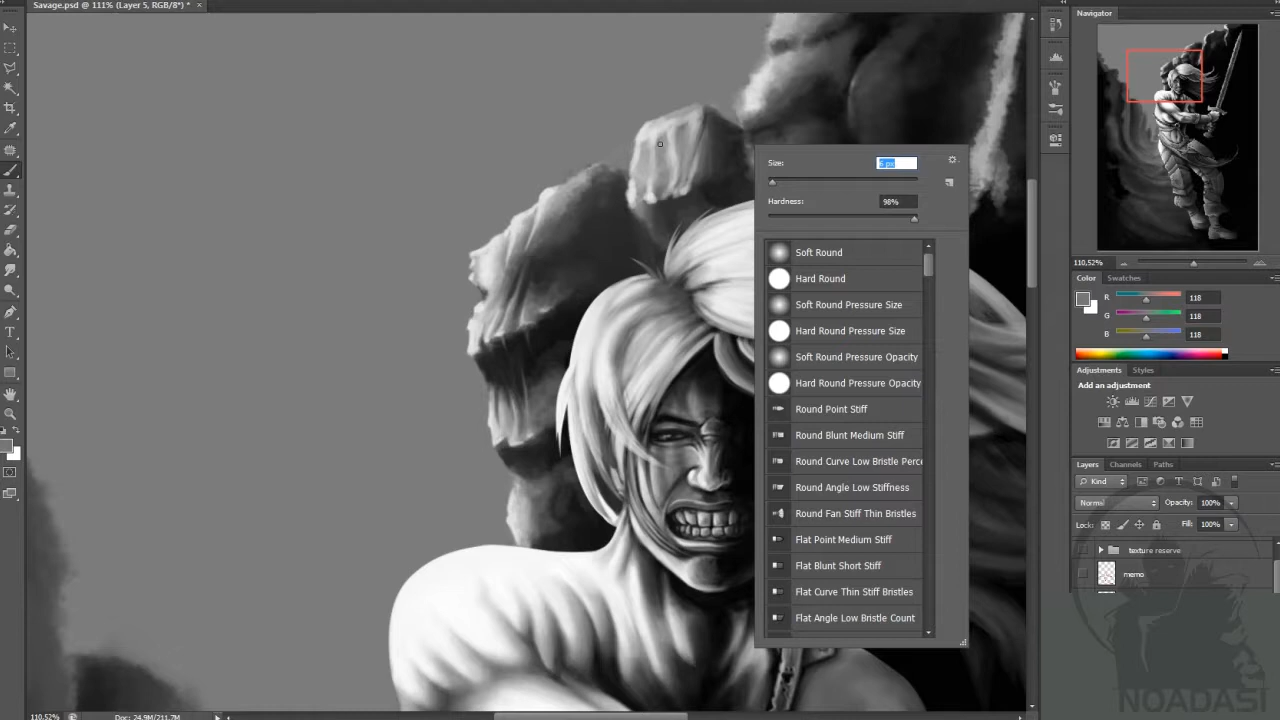 Savage.psd @ 111% (Layer 5, RGB/8*) *
Navigator
110,52%
Color
Swatches
R
118
G
118
B
118
Adjustments
Styles
Add an adjustment
Layers
Channels
Paths
Kind
Normal
Opacity:
100%
Lock:
Fill:
100%
texture reserve
memo
Size:
px
Hardness:
98%
Soft Round
Hard Round
Soft Round Pressure Size
Hard Round Pressure Size
Soft Round Pressure Opacity
Hard Round Pressure Opacity
Round Point Stiff
Round Blunt Medium Stiff
Round Curve Low Bristle Perce
Round Angle Low Stiffness
Round Fan Stiff Thin Bristles
Flat Point Medium Stiff
Flat Blunt Short Stiff
Flat Curve Thin Stiff Bristles
Flat Angle Low Bristle Count
110,52%
Doc: 24,9M/211,7M
NOADASI